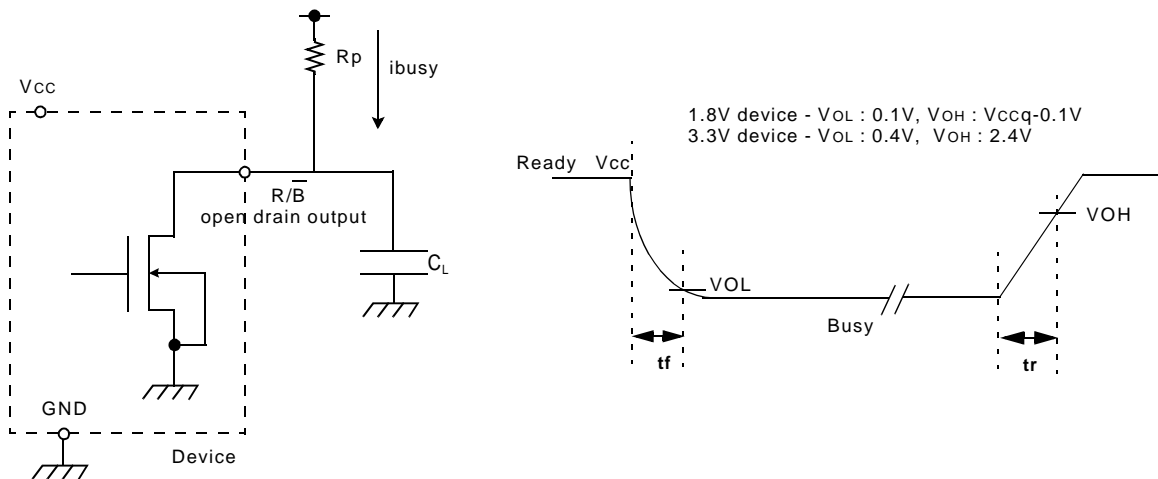 Rp
ibusy
VCC
R/B̅
open drain output
CL
GND
Device
1.8V device - VOL : 0.1V, VOH : VCCq-0.1V
3.3V device - VOL : 0.4V, VOH : 2.4V
Ready Vcc
VOH
VOL
Busy
tf
tr